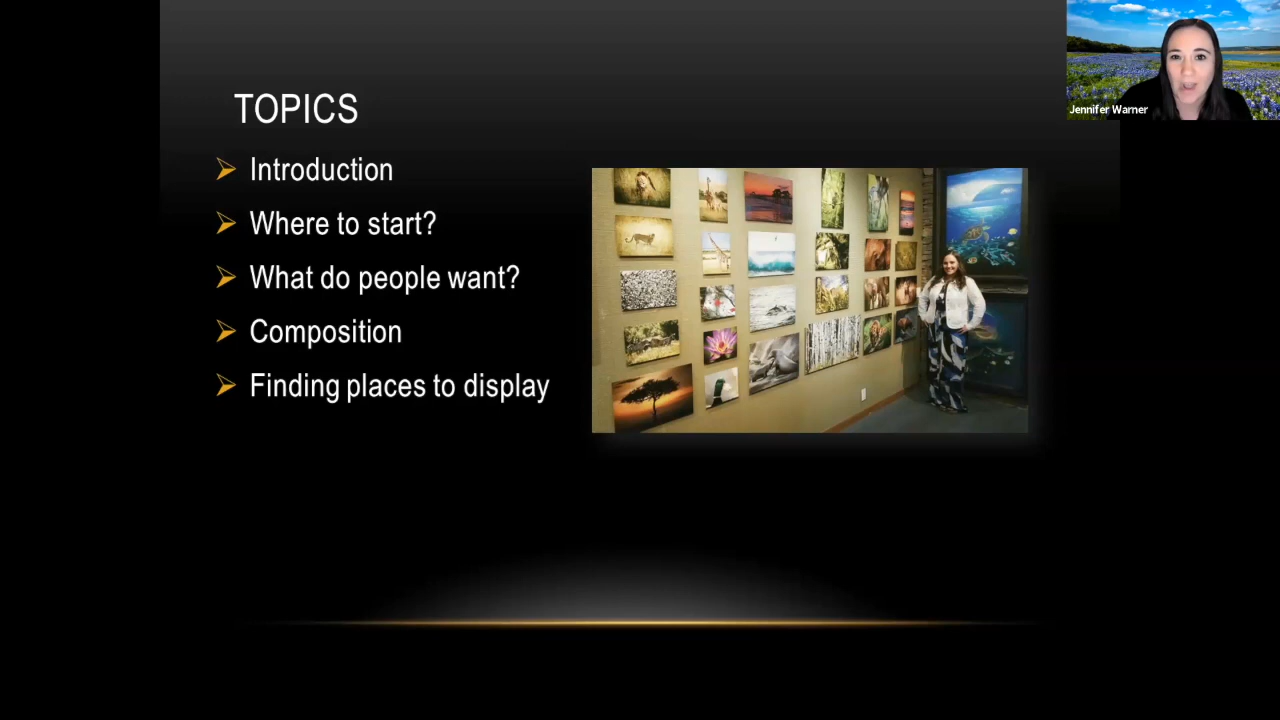 TOPICS
Introduction
Where to start?
What do people want?
Composition
Finding places to display
Jennifer Warner